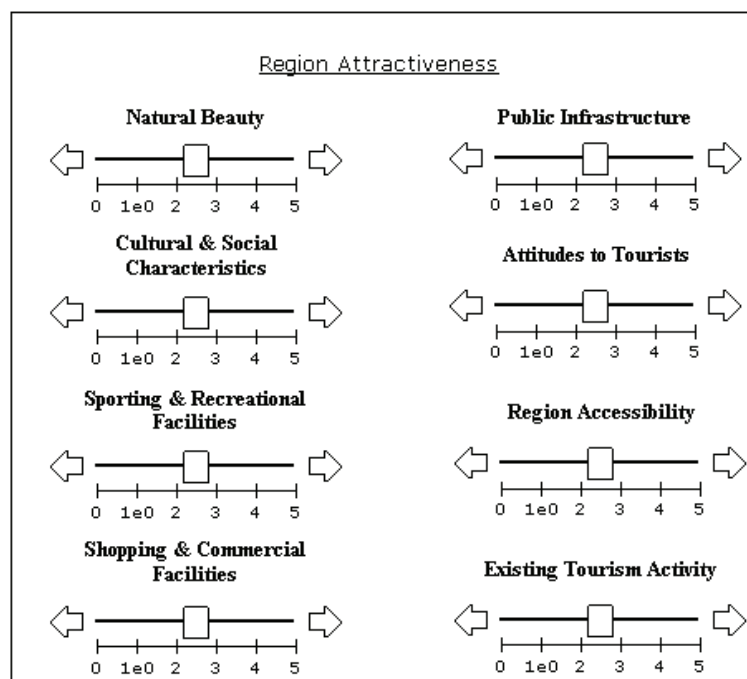 Region Attractiveness
Natural Beauty
0 1e0 2 3 4 5
Public Infrastructure
0 1e0 2 3 4 5
Cultural & Social
Characteristics
0 1e0 2 3 4 5
Attitudes to Tourists
0 1e0 2 3 4 5
Sporting & Recreational
Facilities
0 1e0 2 3 4 5
Region Accessibility
0 1e0 2 3 4 5
Shopping & Commercial
Facilities
0 1e0 2 3 4 5
Existing Tourism Activity
0 1e0 2 3 4 5